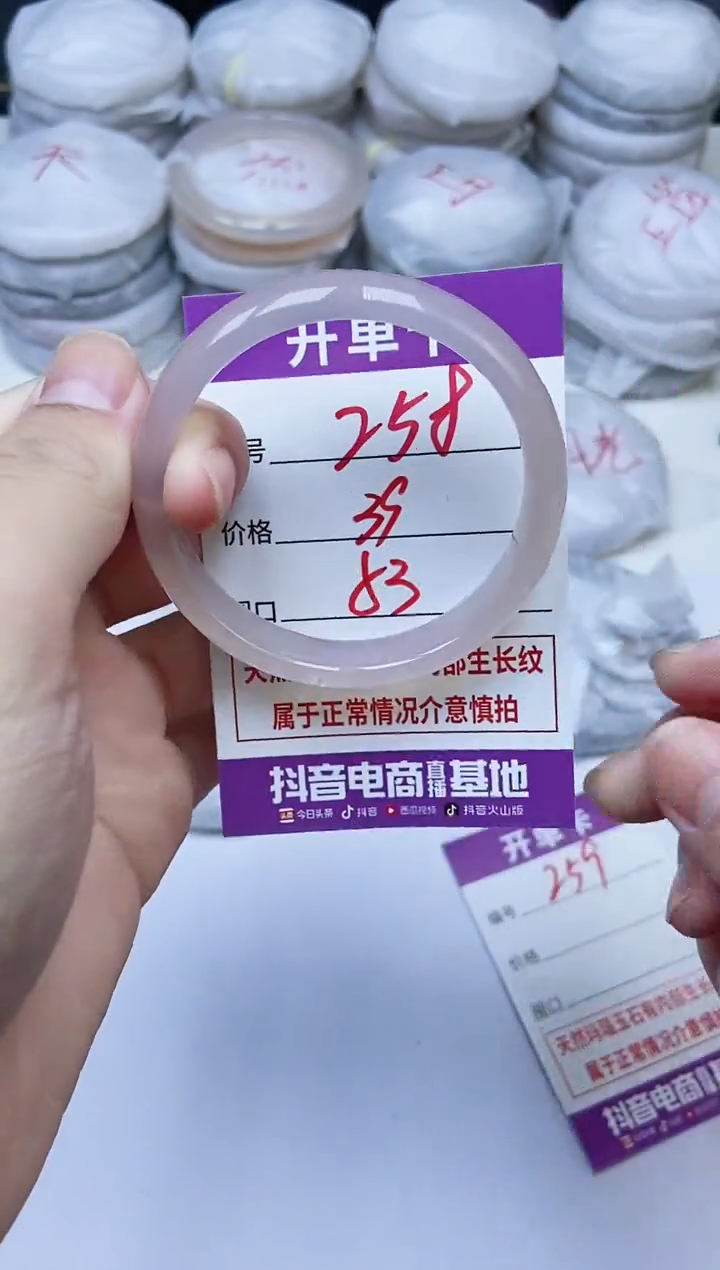 天
开单卡
号 258
价格 39
圈口 83
天然 部生长纹
属于正常情况介意慎拍
抖音电商直播基地
头条 今日头条 抖音 西瓜视频 抖音火山版
开单卡
编号 259
价格
圈口
天然玛瑙玉石有内部生长
属于正常情况介意慎拍
抖音电商直播基